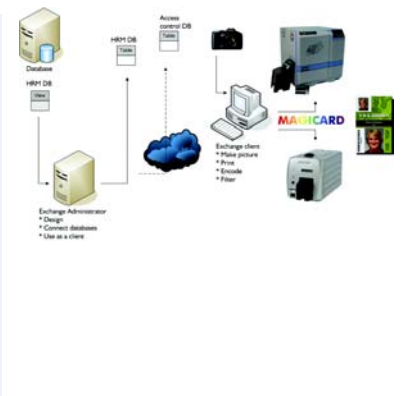 Database
HRM DB
View
HRM DB
Table
Access
control DB
Table
Exchange Administrator
* Design
* Connect databases
* Use as a client
Exchange client
* Make picture
* Print
* Encode
* Filter
MAGICARD